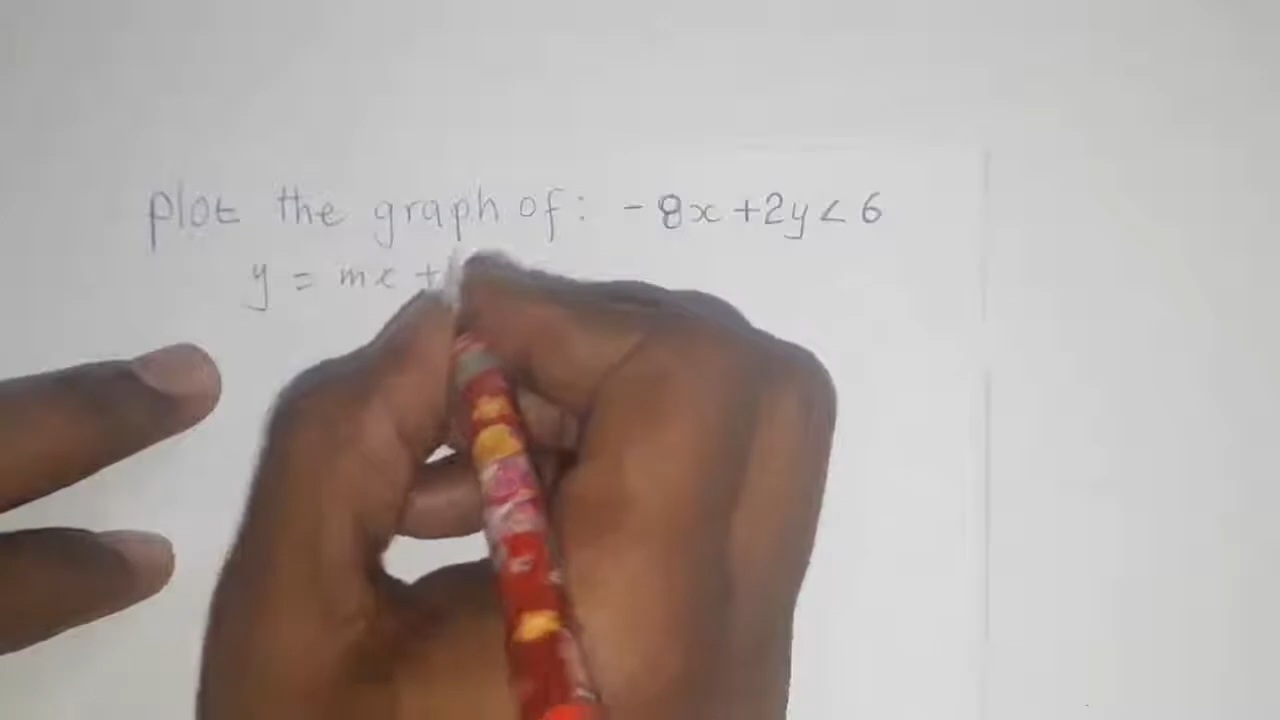 plot the graph of: -8x +2y < 6
y = mx +